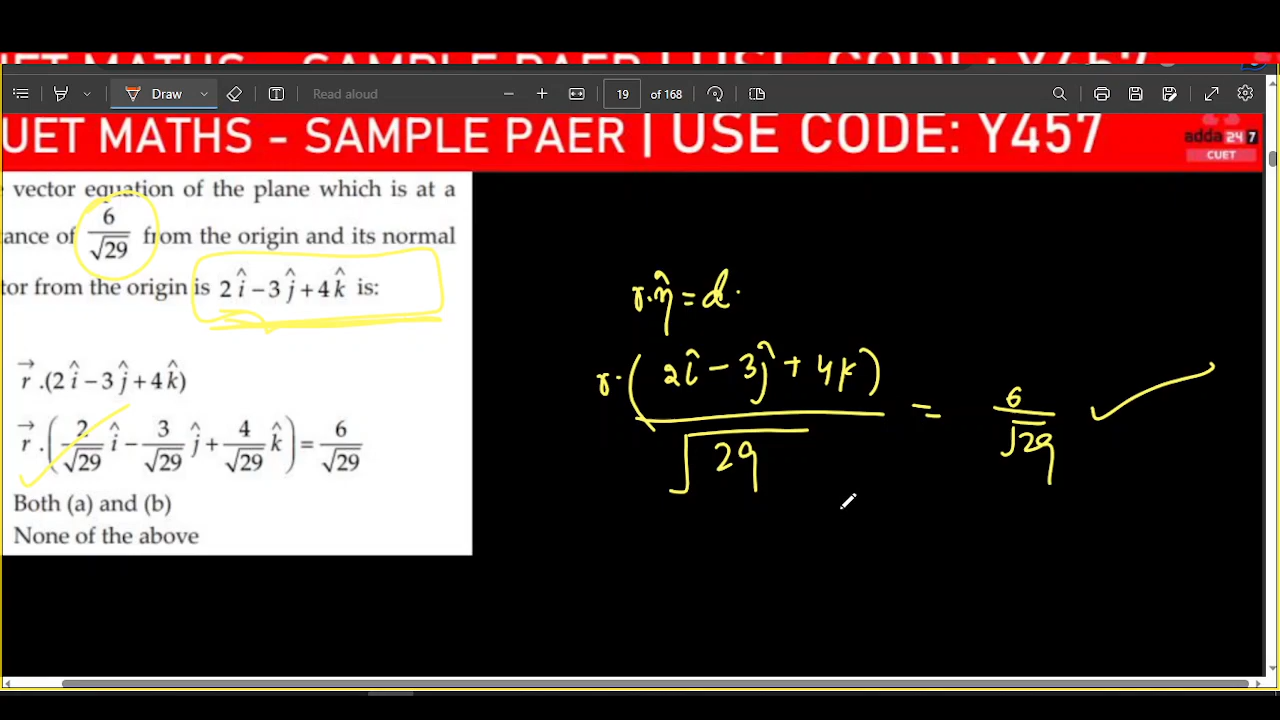 Draw
Read aloud
19 of 168
UET MATHS - SAMPLE PAER | USE CODE: Y457
adda 24 7
CUET
vector equation of the plane which is at a
ance of 6/√29 from the origin and its normal
tor from the origin is 2î − 3ĵ + 4k̂ is:
r⃗ .(2î − 3ĵ + 4k̂)
r⃗ .(2/√29 î − 3/√29 ĵ + 4/√29 k̂) = 6/√29
Both (a) and (b)
None of the above
r.n̂ = d.
r.(2î − 3ĵ + 4k)/√29 = 6/√29